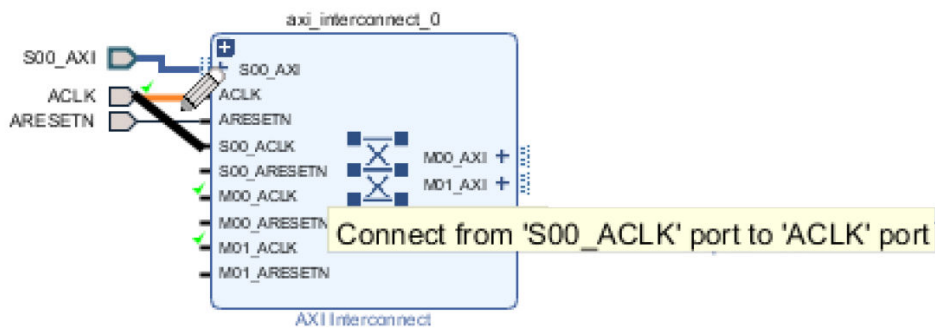 axi_interconnect_0
S00_AXI
ACLK
ARESETN
S00_AXI
ACLK
ARESETN
S00_ACLK
S00_ARESETN
M00_ACLK
M00_ARESETN
M01_ACLK
M01_ARESETN
M00_AXI
M01_AXI
Connect from 'S00_ACLK' port to 'ACLK' port
AXI Interconnect